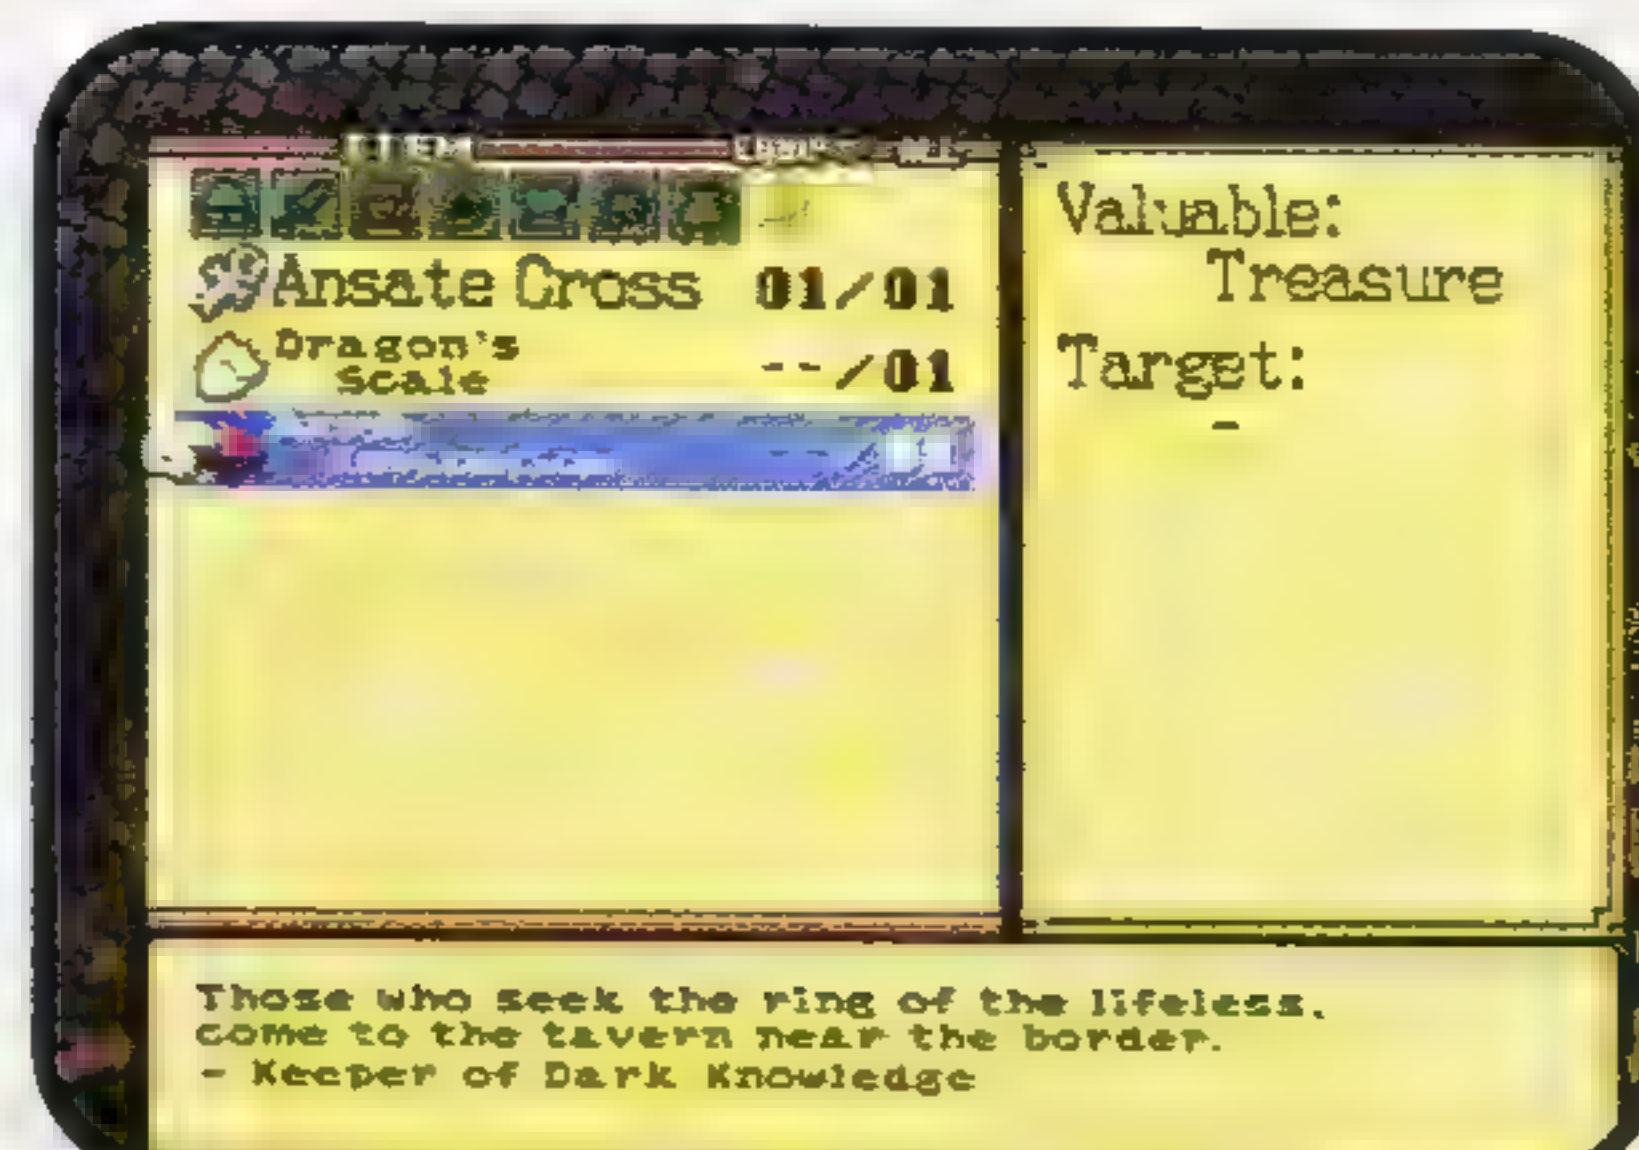 Ansate Cross 01/01
Dragon's
Scale --/01
Valuable:
Treasure
Target:
-
Those who seek the ring of the lifeless,
come to the tavern near the border.
- Keeper of Dark Knowledge